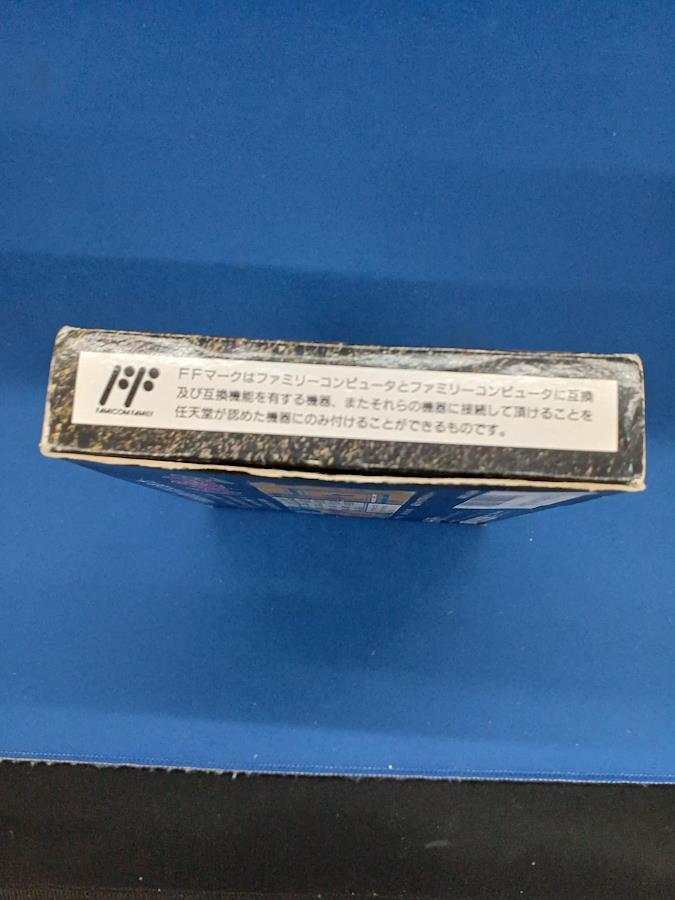 FFマークはファミリーコンピュータとファミリーコンピュータに互換
及び互換機能を有する機器、またそれらの機器に接続して頂けることを
任天堂が認めた機器にのみ付けることができるものです。
FF
FAMICOM FAMILY